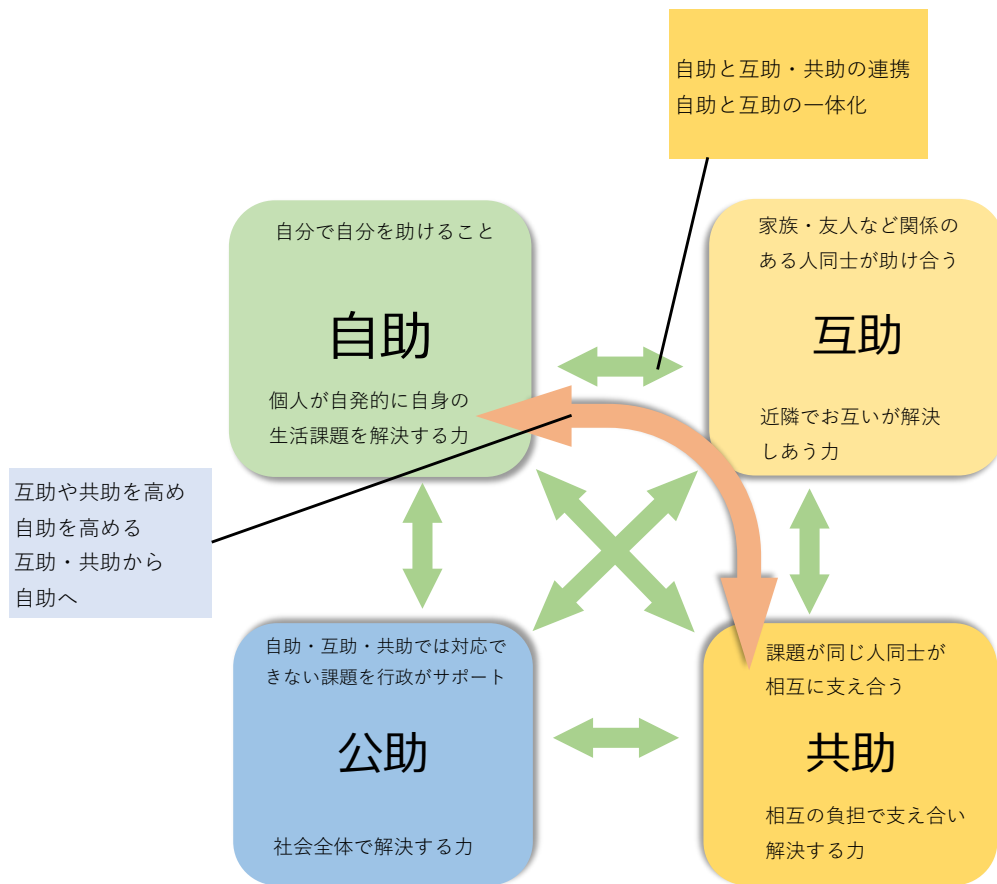 自助と互助・共助の連携
自助と互助の一体化
自分で自分を助けること
自助
個人が自発的に自身の
生活課題を解決する力
家族・友人など関係の
ある人同士が助け合う
互助
近隣でお互いが解決
しあう力
互助や共助を高め
自助を高める
互助・共助から
自助へ
自助・互助・共助では対応で
きない課題を行政がサポート
公助
社会全体で解決する力
課題が同じ人同士が
相互に支え合う
共助
相互の負担で支え合い
解決する力